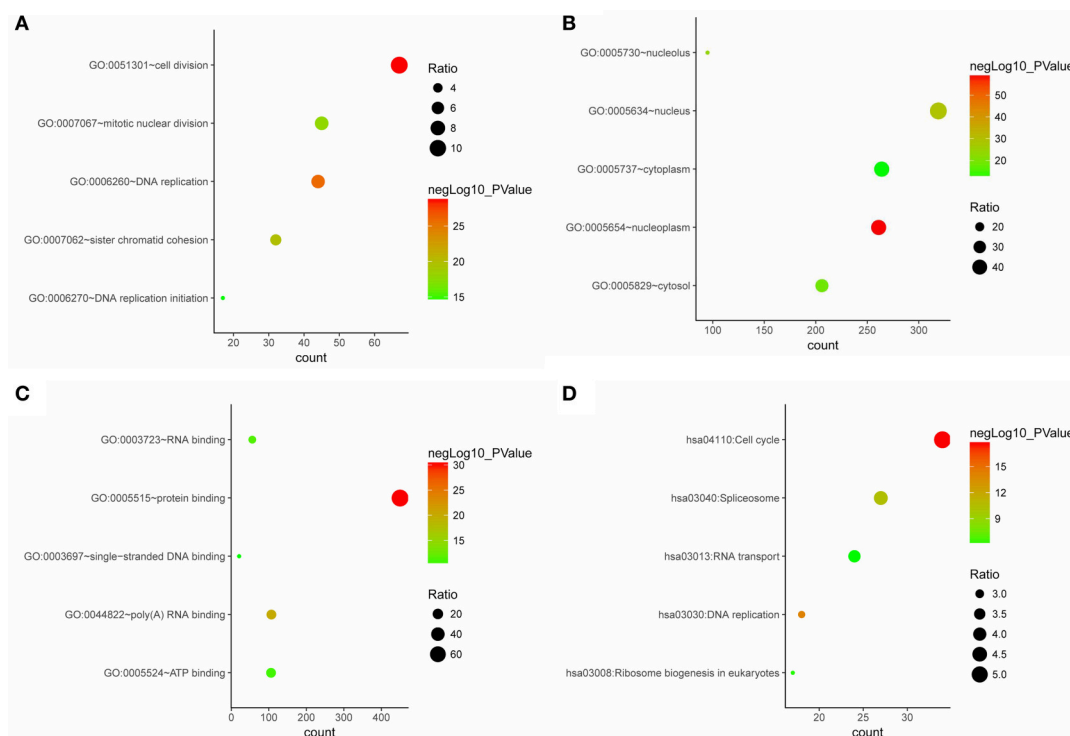 A
GO:0051301~cell division
GO:0007067~mitotic nuclear division
GO:0006260~DNA replication
GO:0007062~sister chromatid cohesion
GO:0006270~DNA replication initiation
20 30 40 50 60
count
Ratio
4
6
8
10
negLog10_PValue
25
20
15
B
GO:0005730~nucleolus
GO:0005634~nucleus
GO:0005737~cytoplasm
GO:0005654~nucleoplasm
GO:0005829~cytosol
100 150 200 250 300
count
negLog10_PValue
50
40
30
20
Ratio
20
30
40
C
GO:0003723~RNA binding
GO:0005515~protein binding
GO:0003697~single−stranded DNA binding
GO:0044822~poly(A) RNA binding
GO:0005524~ATP binding
0 100 200 300 400
count
negLog10_PValue
30
25
20
15
Ratio
20
40
60
D
hsa04110:Cell cycle
hsa03040:Spliceosome
hsa03013:RNA transport
hsa03030:DNA replication
hsa03008:Ribosome biogenesis in eukaryotes
20 25 30
count
negLog10_PValue
15
12
9
Ratio
3.0
3.5
4.0
4.5
5.0